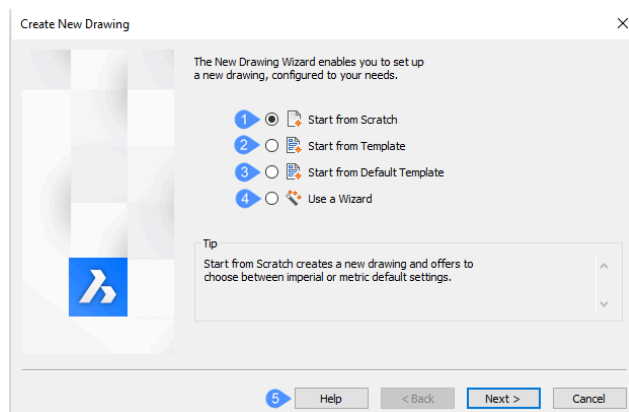 Create New Drawing
The New Drawing Wizard enables you to set up
a new drawing, configured to your needs.
1 Start from Scratch
2 Start from Template
3 Start from Default Template
4 Use a Wizard
Tip
Start from Scratch creates a new drawing and offers to
choose between imperial or metric default settings.
5 Help < Back Next > Cancel